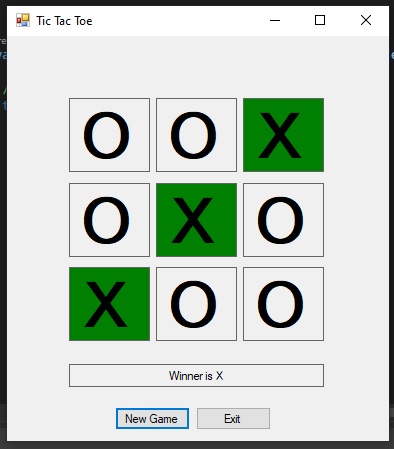 Tic Tac Toe
O O X
O X O
X O O
Winner is X
New Game Exit